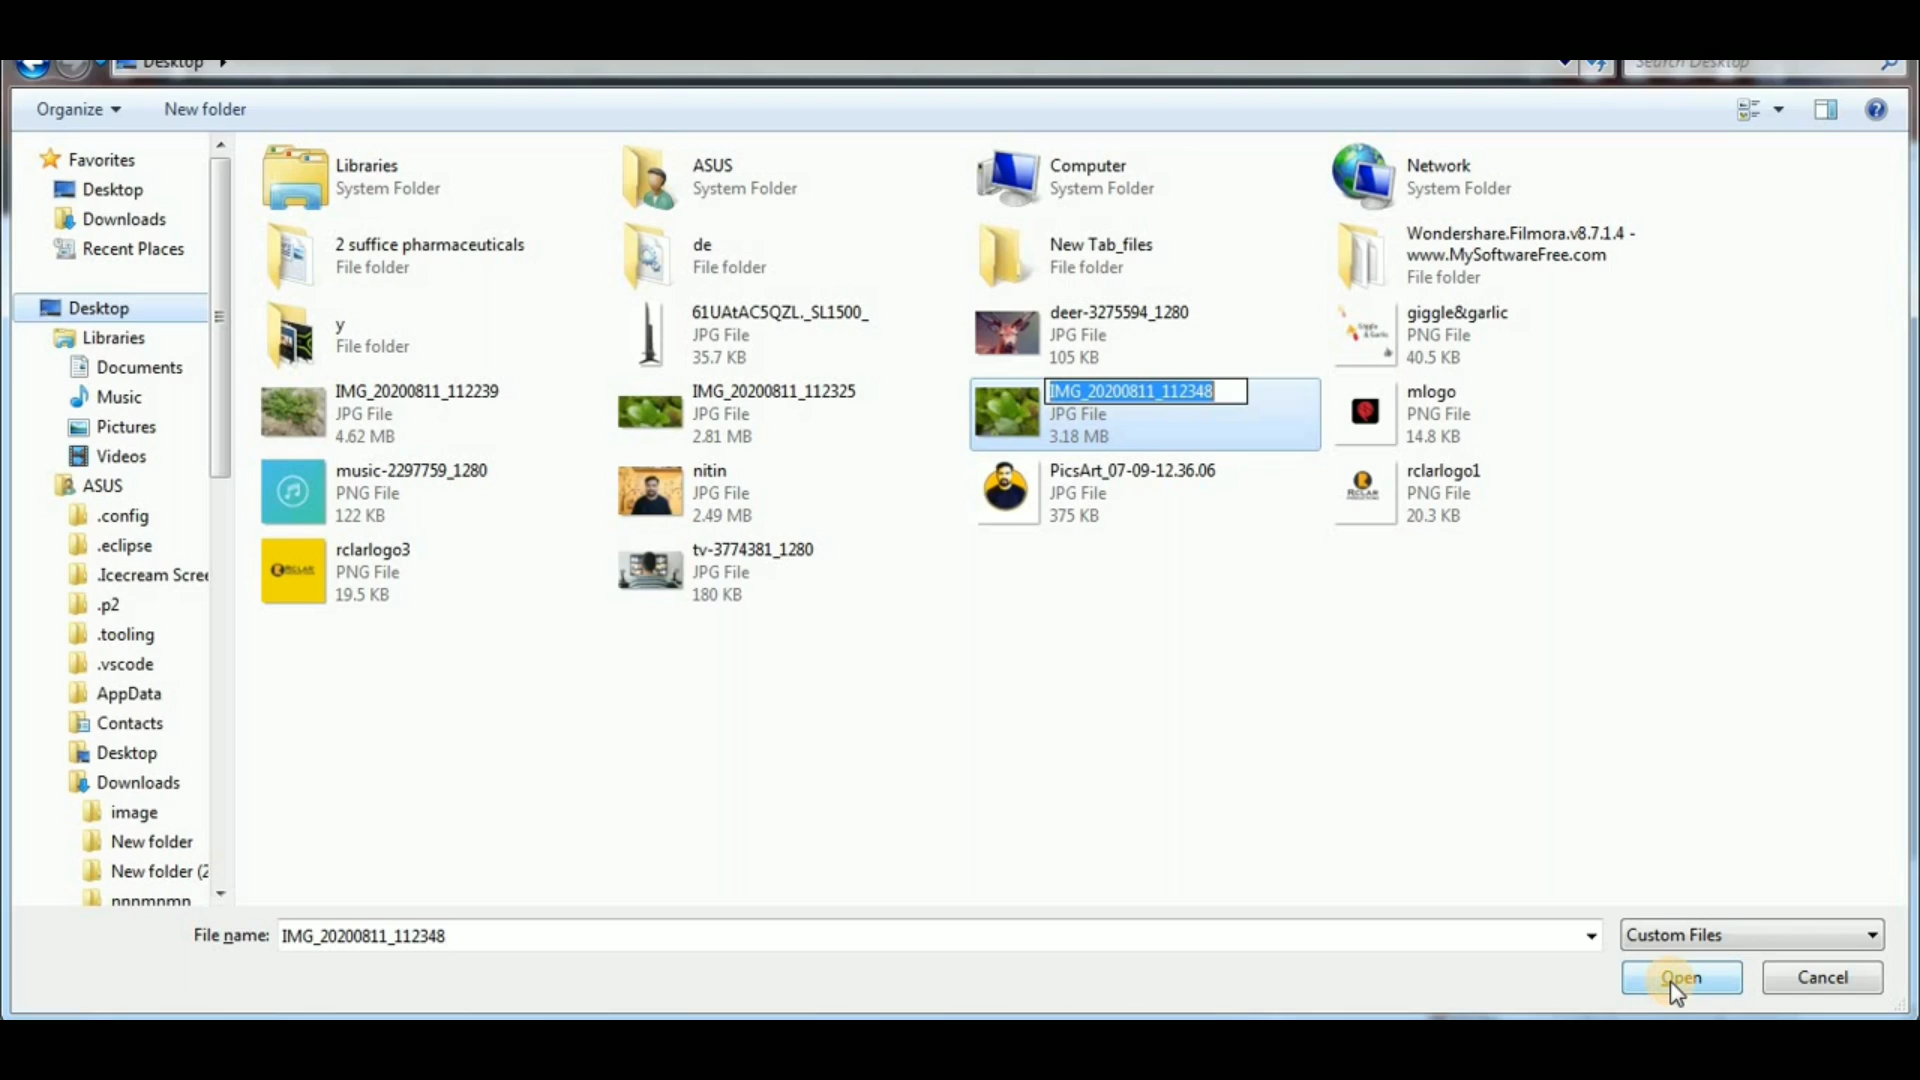 Desktop
Search Desktop
Organize
New folder
Favorites
Desktop
Downloads
Recent Places
Desktop
Libraries
Documents
Music
Pictures
Videos
ASUS
.config
.eclipse
.Icecream Scree
.p2
.tooling
.vscode
AppData
Contacts
Desktop
Downloads
image
New folder
New folder (2
nnnmnmn
Libraries
System Folder
ASUS
System Folder
Computer
System Folder
Network
System Folder
2 suffice pharmaceuticals
File folder
de
File folder
New Tab_files
File folder
Wondershare.Filmora.v8.7.1.4 -
www.MySoftwareFree.com
File folder
y
File folder
61UAtAC5QZL._SL1500_
JPG File
35.7 KB
deer-3275594_1280
JPG File
105 KB
giggle&garlic
PNG File
40.5 KB
IMG_20200811_112239
JPG File
4.62 MB
IMG_20200811_112325
JPG File
2.81 MB
IMG_20200811_112348
JPG File
3.18 MB
mlogo
PNG File
14.8 KB
music-2297759_1280
PNG File
122 KB
nitin
JPG File
2.49 MB
PicsArt_07-09-12.36.06
JPG File
375 KB
rclarlogo1
PNG File
20.3 KB
rclarlogo3
PNG File
19.5 KB
tv-3774381_1280
JPG File
180 KB
File name:
IMG_20200811_112348
Custom Files
Open
Cancel